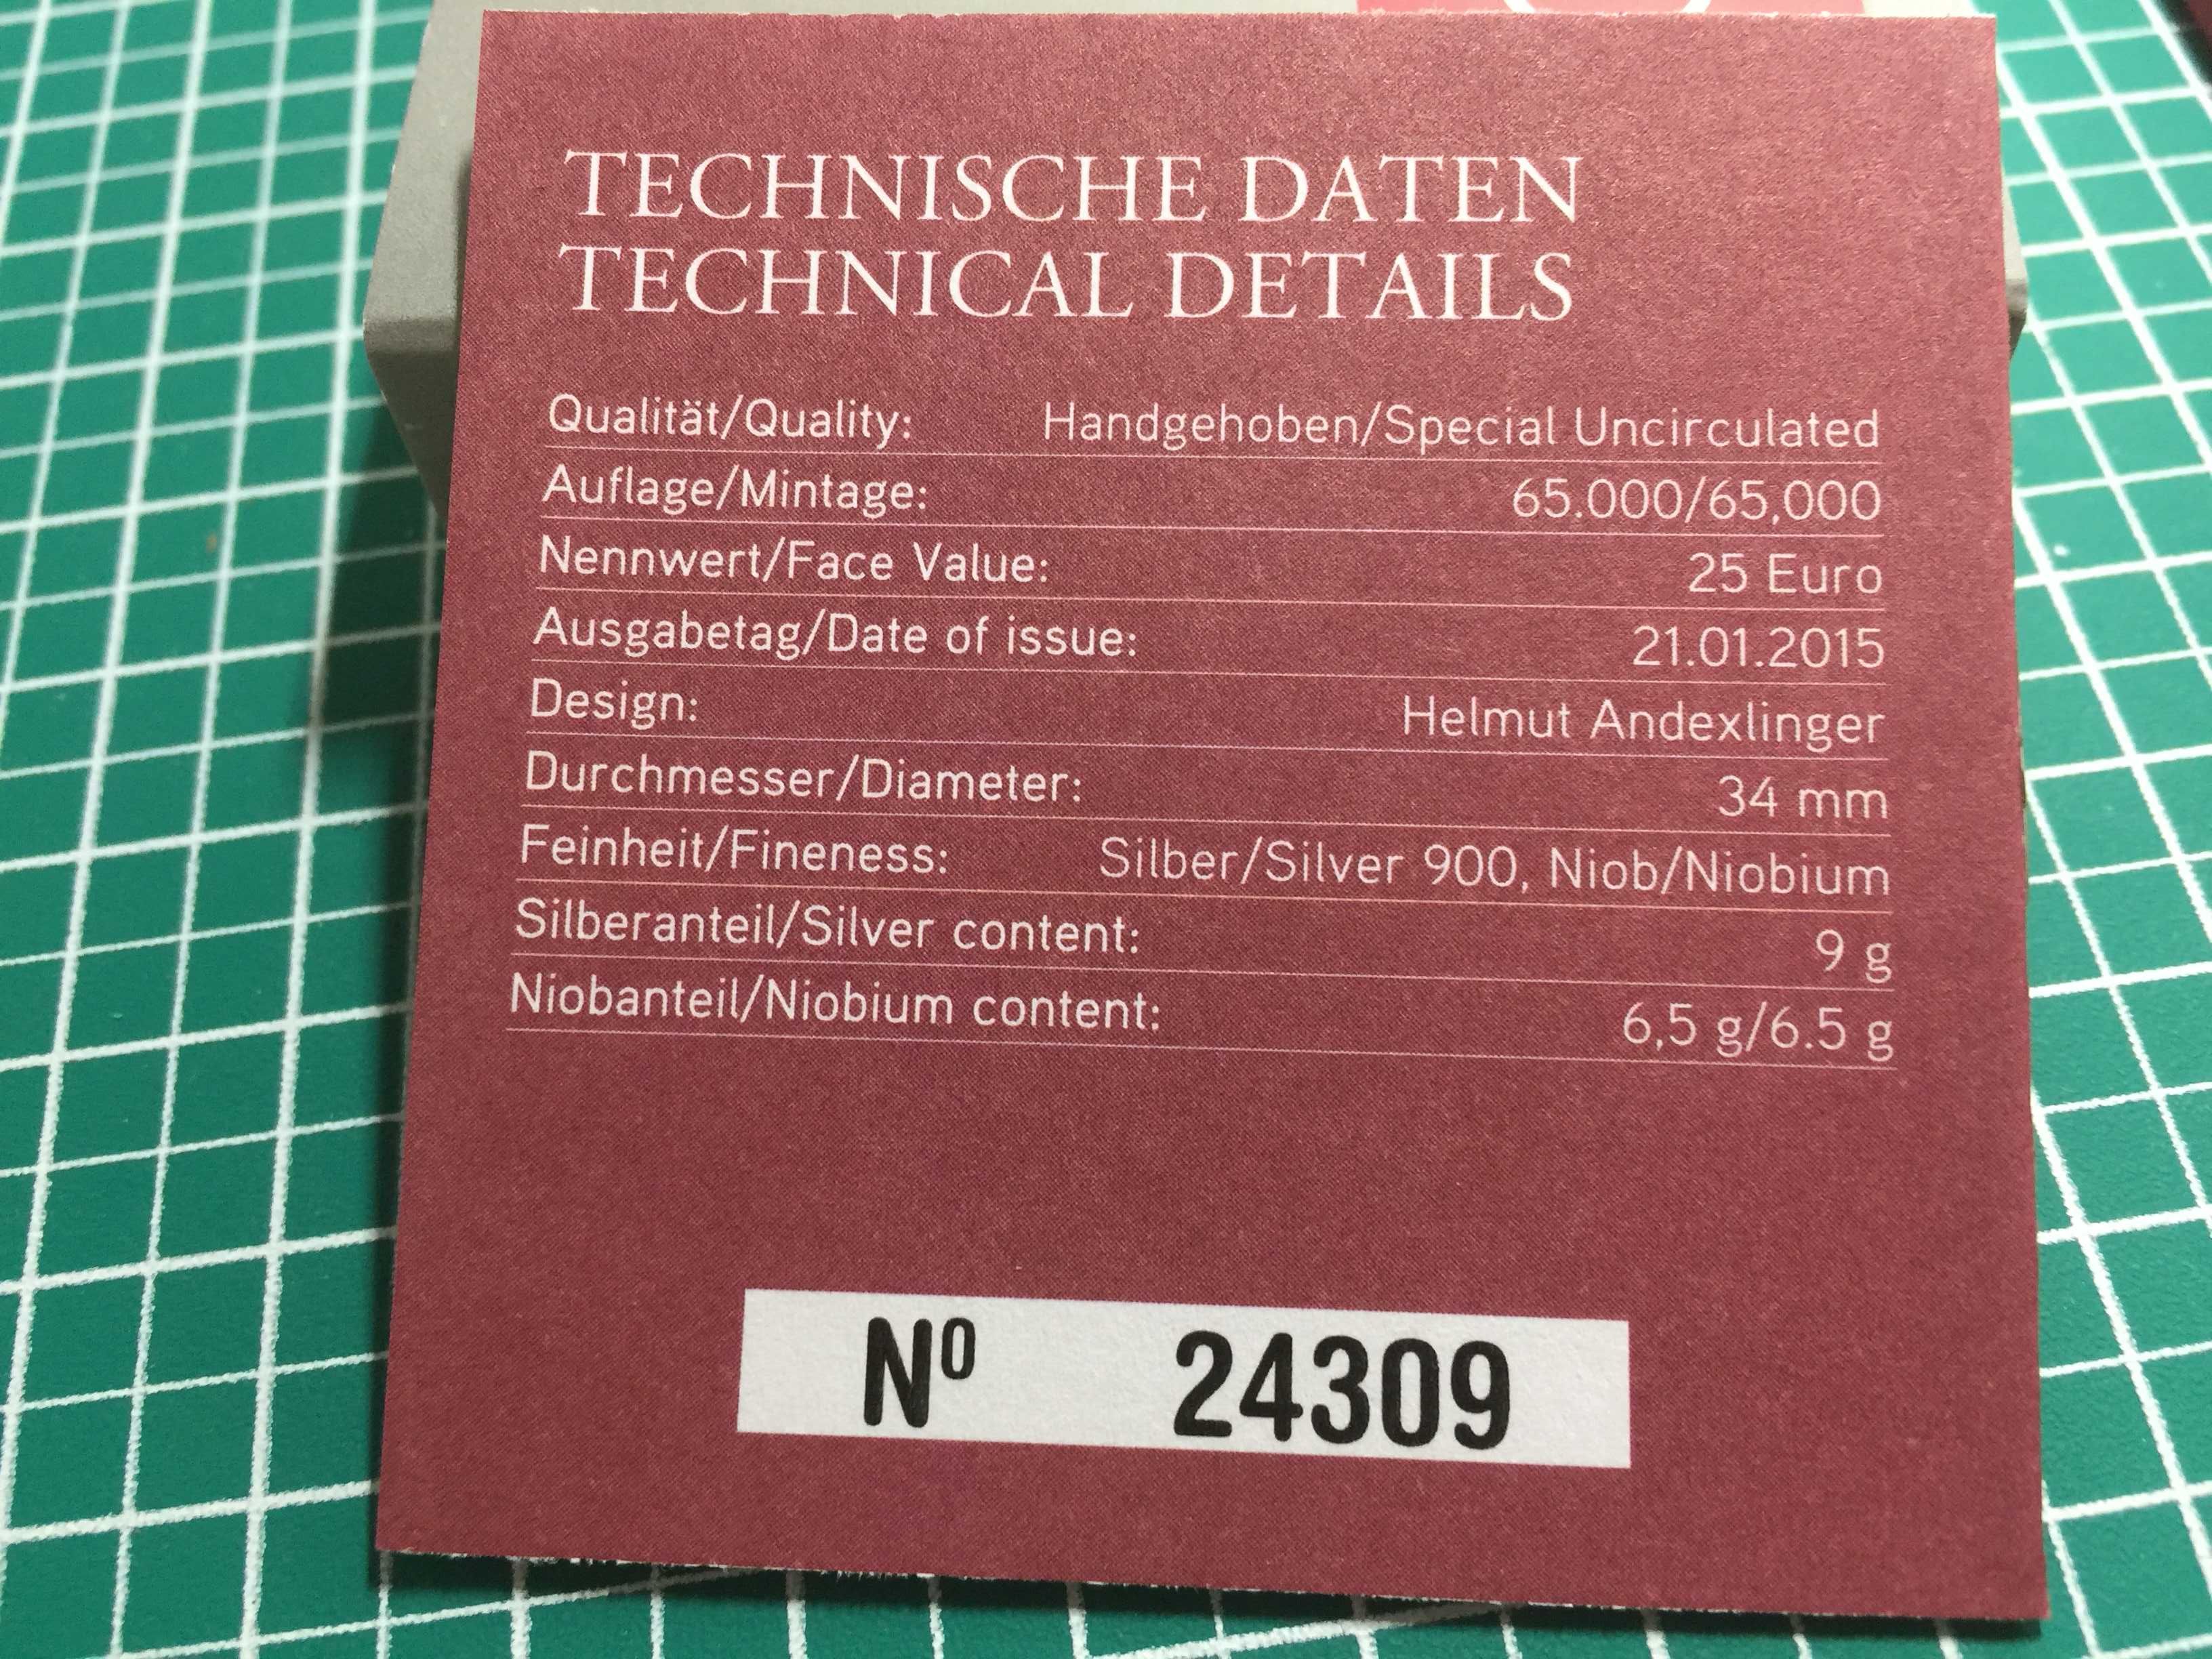 TECHNISCHE DATEN
TECHNICAL DETAILS
Qualität/Quality: Handgehoben/Special Uncirculated
Auflage/Mintage: 65.000/65,000
Nennwert/Face Value: 25 Euro
Ausgabetag/Date of issue: 21.01.2015
Design: Helmut Andexlinger
Durchmesser/Diameter: 34 mm
Feinheit/Fineness: Silber/Silver 900, Niob/Niobium
Silberanteil/Silver content: 9 g
Niobanteil/Niobium content: 6,5 g/6.5 g
Nº 24309